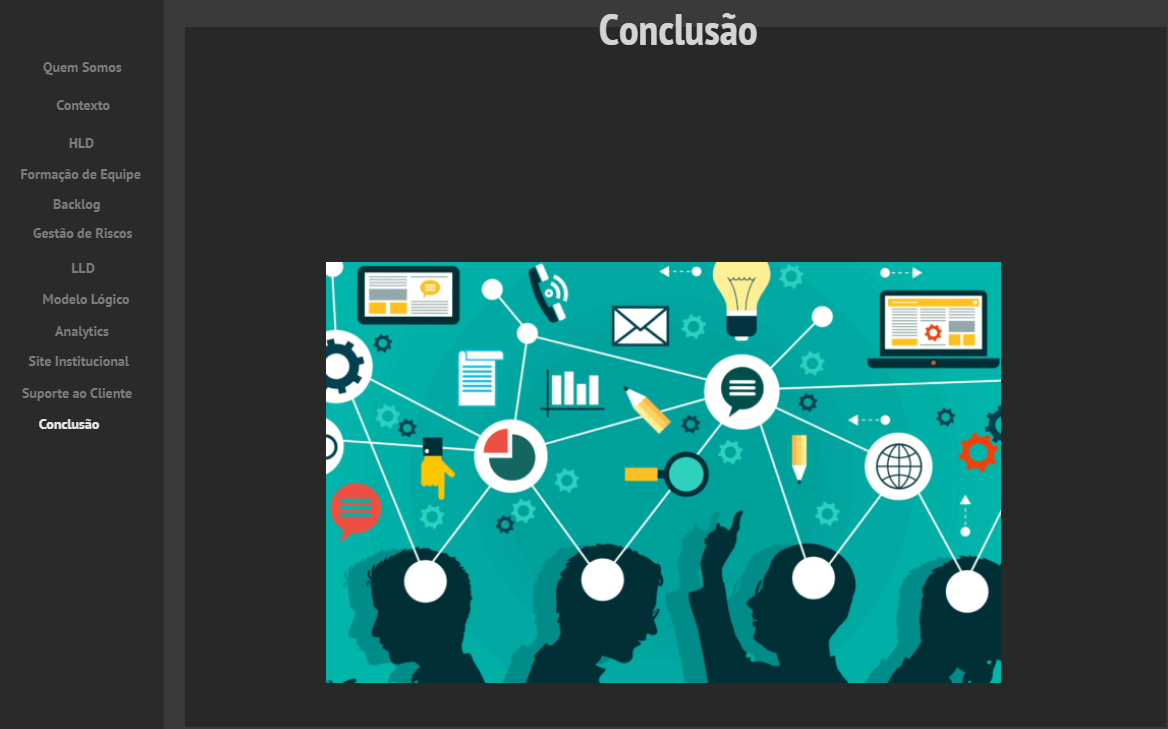 Conclusão
Quem Somos
Contexto
HLD
Formação de Equipe
Backlog
Gestão de Riscos
LLD
Modelo Lógico
Analytics
Site Institucional
Suporte ao Cliente
Conclusão